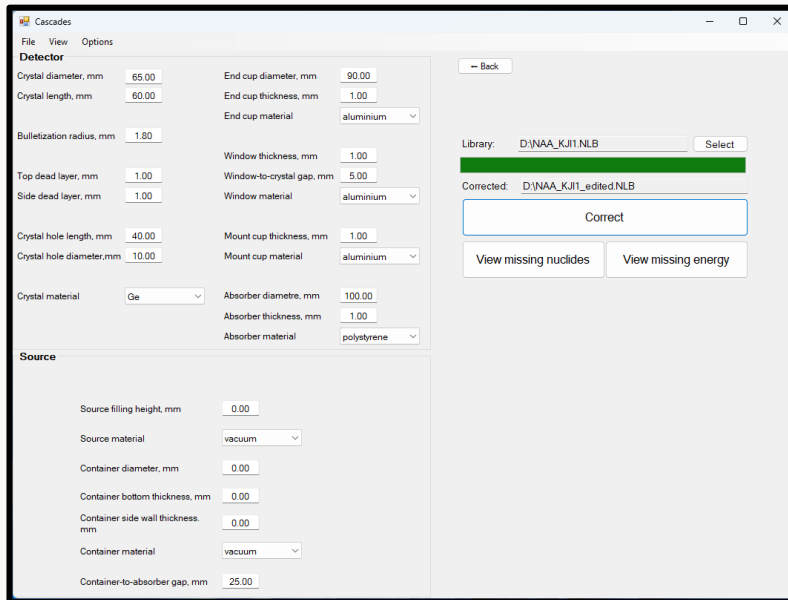 Cascades
File View Options
Detector
Crystal diameter, mm 65.00 End cup diameter, mm 90.00
← Back
Crystal length, mm 60.00 End cup thickness, mm 1.00
End cup material aluminium
Bulletization radius, mm 1.80
Library: D:\NAA_KJI1.NLB Select
Window thickness, mm 1.00
Top dead layer, mm 1.00 Window-to-crystal gap, mm 5.00
Corrected: D:\NAA_KJI1_edited.NLB
Side dead layer, mm 1.00 Window material aluminium
Correct
Crystal hole length, mm 40.00 Mount cup thickness, mm 1.00
Crystal hole diameter,mm 10.00 Mount cup material aluminium
View missing nuclides View missing energy
Crystal material Ge Absorber diametre, mm 100.00
Absorber thickness, mm 1.00
Absorber material polystyrene
Source
Source filling height, mm 0.00
Source material vacuum
Container diameter, mm 0.00
Container bottom thickness, mm 0.00
Container side wall thickness.
mm 0.00
Container material vacuum
Container-to-absorber gap, mm 25.00